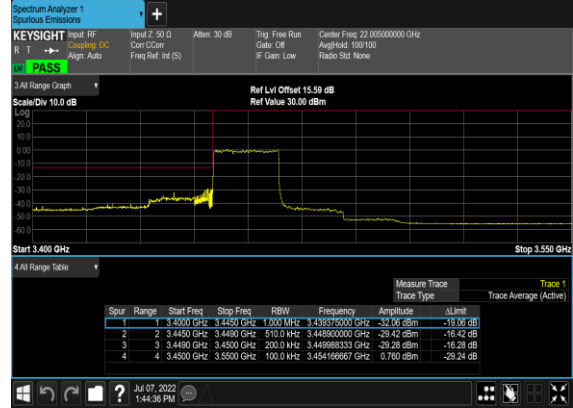 Spectrum Analyzer 1
Spurious Emissions
KEYSIGHT Input: RF Input Z: 50 Ω Atten: 30 dB Trig: Free Run Center Freq: 22.005000000 GHz
R T Coupling: DC Corr CCorr Gate: Off Avg|Hold: 100/100
Align: Auto Freq Ref: Int (S) IF Gain: Low Radio Std: None
PASS
3 All Range Graph
Ref Lvl Offset 15.59 dB
Scale/Div 10.0 dB Ref Value 30.00 dBm
Log
20.0
10.0
0.00
-10.0
-20.0
-30.0
-40.0
-50.0
-60.0
Start 3.400 GHz Stop 3.550 GHz
4 All Range Table
Measure Trace Trace 1
Trace Type Trace Average (Active)
Spur Range Start Freq Stop Freq RBW Frequency Amplitude ΔLimit
1 1 3.4000 GHz 3.4450 GHz 1.000 MHz 3.439375000 GHz -32.06 dBm -19.06 dB
2 2 3.4450 GHz 3.4490 GHz 510.0 kHz 3.448900000 GHz -29.42 dBm -16.42 dB
3 3 3.4490 GHz 3.4500 GHz 200.0 kHz 3.449988333 GHz -29.28 dBm -16.28 dB
4 4 3.4500 GHz 3.5500 GHz 100.0 kHz 3.454166667 GHz 0.760 dBm -29.24 dB
? Jul 07, 2022
1:44:36 PM